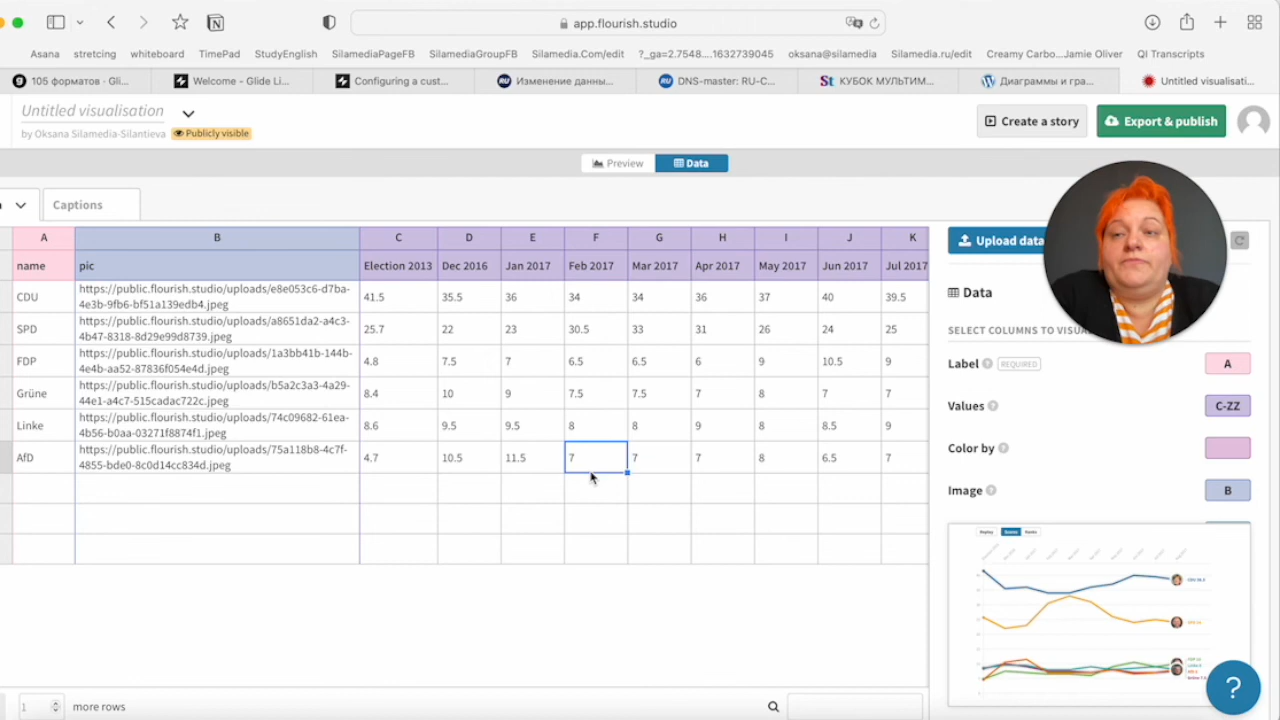 app.flourish.studio
Asana stretcing whiteboard TimePad StudyEnglish SilamediaPageFB SilamediaGroupFB Silamedia.Com/edit ?_ga=2.7548....1632739045 oksana@silamedia Silamedia.ru/edit Creamy Carbo...Jamie Oliver QI Transcripts
105 форматов · Gli... Welcome - Glide Li... Configuring a cust... RU Изменение данны... RU DNS-master: RU-C... St КУБОК МУЛЬТИМ... Диаграммы и гра... Untitled visualisati...
Untitled visualisation
by Oksana Silamedia-Silantieva Publicly visible
Create a story Export & publish
Preview Data
Captions
A B C D E F G H I J K
name pic Election 2013 Dec 2016 Jan 2017 Feb 2017 Mar 2017 Apr 2017 May 2017 Jun 2017 Jul 2017
CDU https://public.flourish.studio/uploads/e8e053c6-d7ba-
4e3b-9fb6-bf51a139edb4.jpeg 41.5 35.5 36 34 34 36 37 40 39.5
SPD https://public.flourish.studio/uploads/a8651da2-a4c3-
4b47-8318-8d29e99d8739.jpeg 25.7 22 23 30.5 33 31 26 24 25
FDP https://public.flourish.studio/uploads/1a3bb41b-144b-
4e4b-aa52-87836f054e4d.jpeg 4.8 7.5 7 6.5 6.5 6 9 10.5 9
Grüne https://public.flourish.studio/uploads/b5a2c3a3-4a29-
44e1-a4c7-515cadac722c.jpeg 8.4 10 9 7.5 7.5 7 8 7 7
Linke https://public.flourish.studio/uploads/74c09682-61ea-
4b56-b0aa-03271f8874f1.jpeg 8.6 9.5 9.5 8 8 9 8 8.5 9
AfD https://public.flourish.studio/uploads/75a118b8-4c7f-
4855-bde0-8c0d14cc834d.jpeg 4.7 10.5 11.5 7 7 7 8 6.5 7
Upload data
Data
SELECT COLUMNS TO VISUA
Label ? REQUIRED A
Values ? C-ZZ
Color by ?
Image ? B
Replay Scores Ranks
?
1 more rows